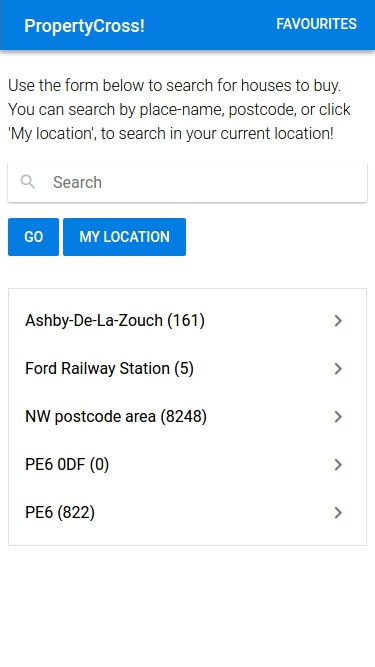 PropertyCross!
FAVOURITES
Use the form below to search for houses to buy.
You can search by place-name, postcode, or click
'My location', to search in your current location!
Search
GO
MY LOCATION
Ashby-De-La-Zouch (161)
Ford Railway Station (5)
NW postcode area (8248)
PE6 0DF (0)
PE6 (822)